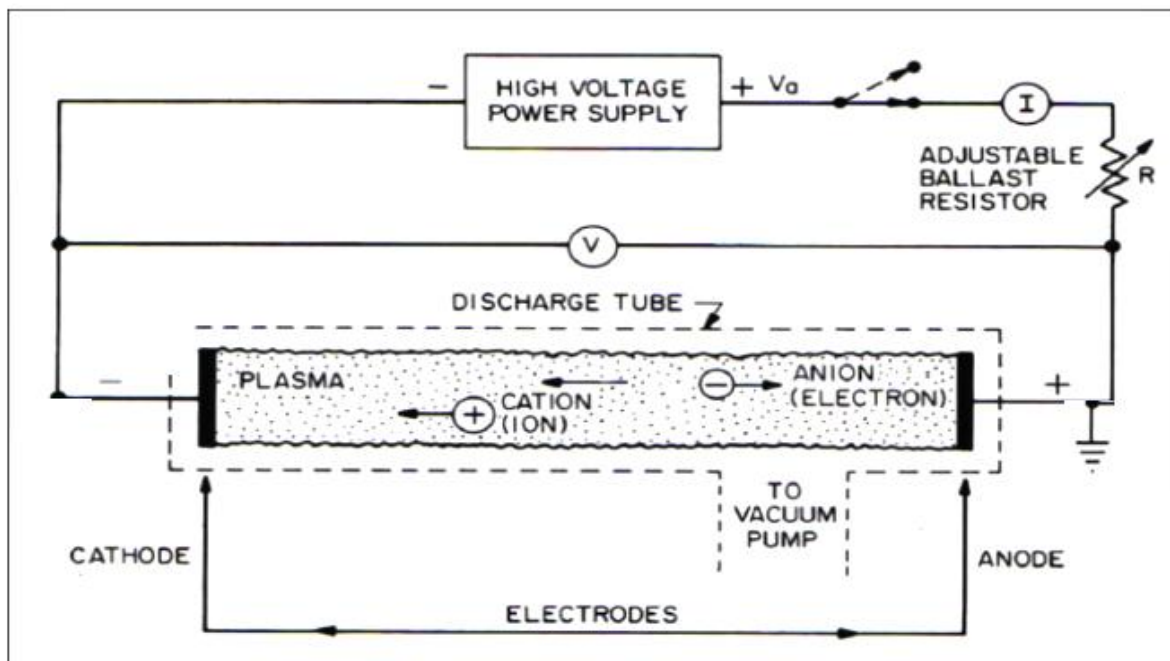 − HIGH VOLTAGE + Va
POWER SUPPLY
I
ADJUSTABLE
BALLAST
RESISTOR
R
V
DISCHARGE TUBE
−
PLASMA
−
ANION
(ELECTRON)
+
+
CATION
(ION)
TO
VACUUM
PUMP
CATHODE
ANODE
ELECTRODES